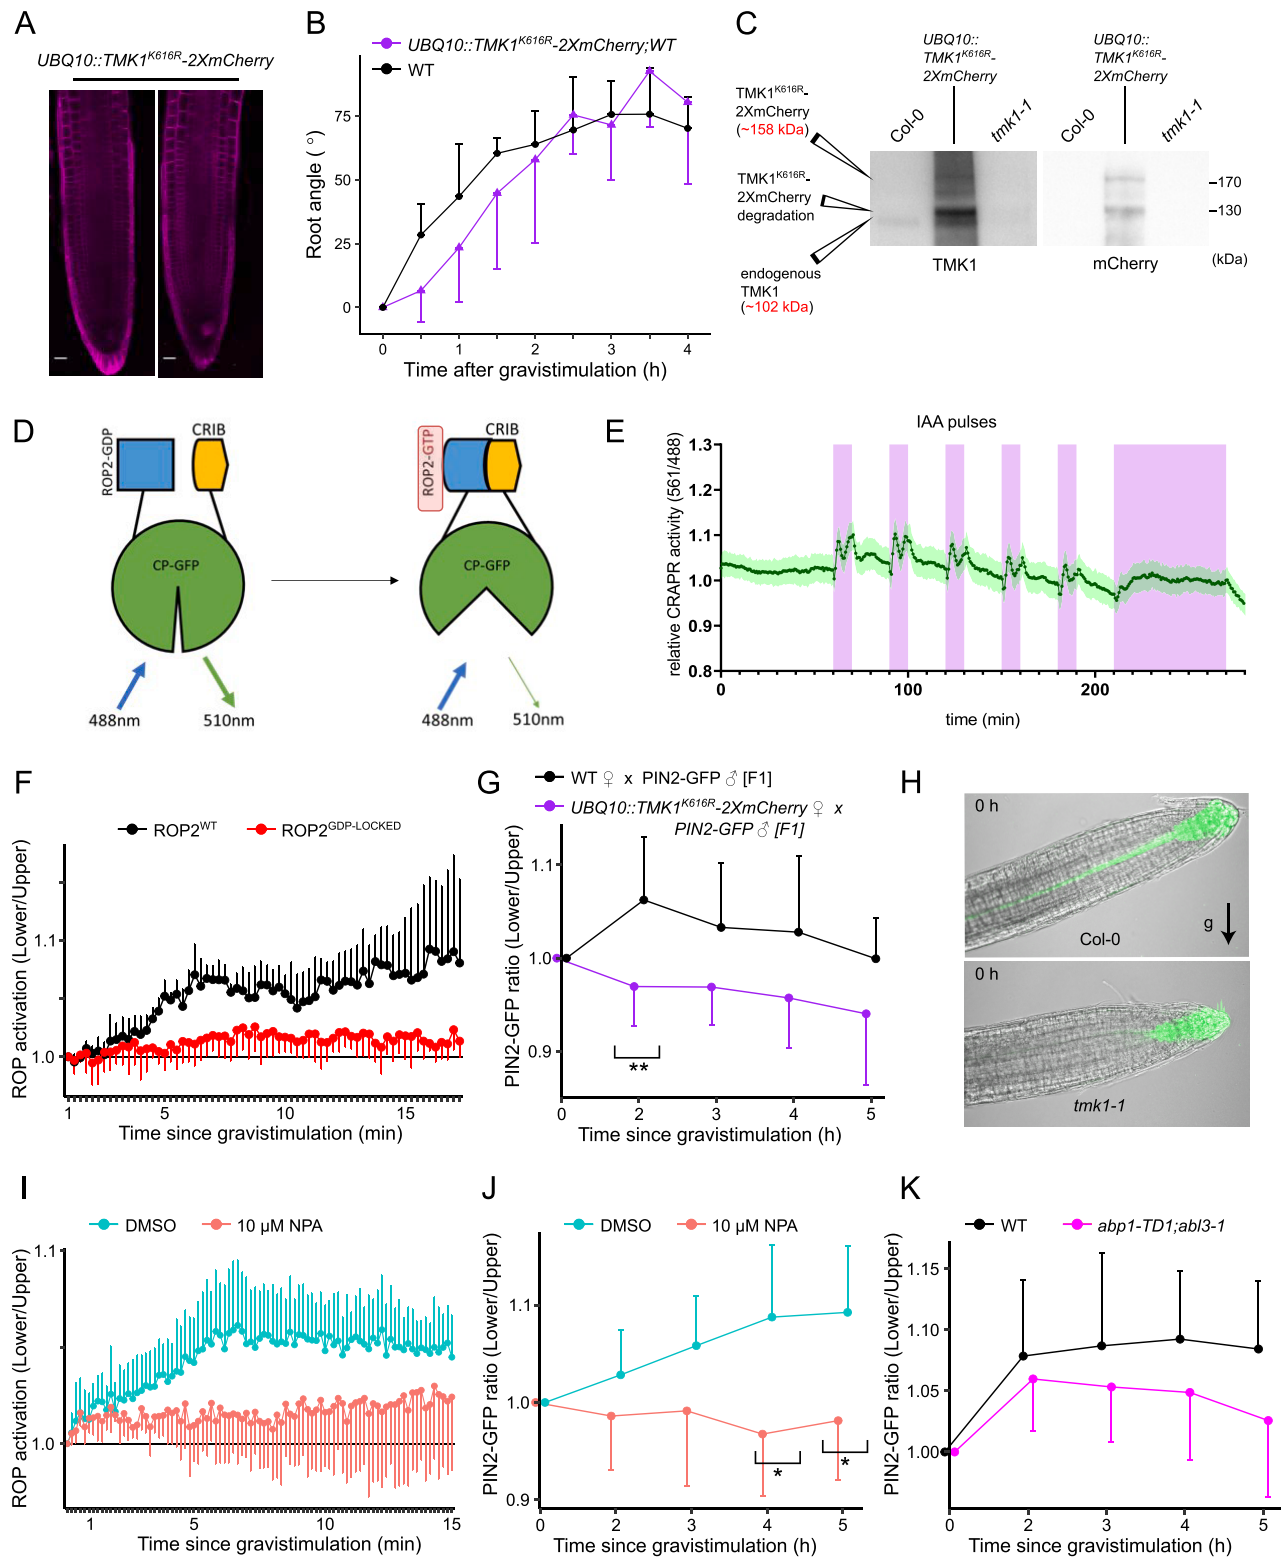 A
UBQ10::TMK1K616R-2XmCherry
B
UBQ10::TMK1K616R-2XmCherry;WT
WT
Root angle ( °)
75
50
25
0
0 1 2 3 4
Time after gravistimulation (h)
C
UBQ10::
TMK1K616R-
2XmCherry
UBQ10::
TMK1K616R-
2XmCherry
Col-0
tmk1-1
Col-0
tmk1-1
TMK1K616R-
2XmCherry
(~158 kDa)
TMK1K616R-
2XmCherry
degradation
endogenous
TMK1
(~102 kDa)
–170
–130
(kDa)
TMK1
mCherry
D
ROP2-GDP
CRIB
CP-GFP
488nm
510nm
ROP2-GTP
CRIB
CP-GFP
488nm
510nm
E
IAA pulses
relative CRAPR activity (561/488)
1.3
1.2
1.1
1.0
0.9
0.8
0 100 200
time (min)
F
ROP2WT
ROP2GDP-LOCKED
ROP activation (Lower/Upper)
1.1
1.0
1 5 10 15
Time since gravistimulation (min)
G
WT ♀ x PIN2-GFP ♂ [F1]
UBQ10::TMK1K616R-2XmCherry ♀ x
PIN2-GFP ♂ [F1]
PIN2-GFP ratio (Lower/Upper)
1.1
1.0
0.9
**
0 2 3 4 5
Time since gravistimulation (h)
H
0 h
Col-0
g
0 h
tmk1-1
I
DMSO
10 µM NPA
ROP activation (Lower/Upper)
1.1
1.0
1 5 10 15
Time since gravistimulation (min)
J
DMSO
10 µM NPA
PIN2-GFP ratio (Lower/Upper)
1.1
1.0
0.9
*
*
0 2 3 4 5
Time since gravistimulation (h)
K
WT
abp1-TD1;abl3-1
PIN2-GFP ratio (Lower/Upper)
1.15
1.10
1.05
1.00
0 2 3 4 5
Time since gravistimulation (h)